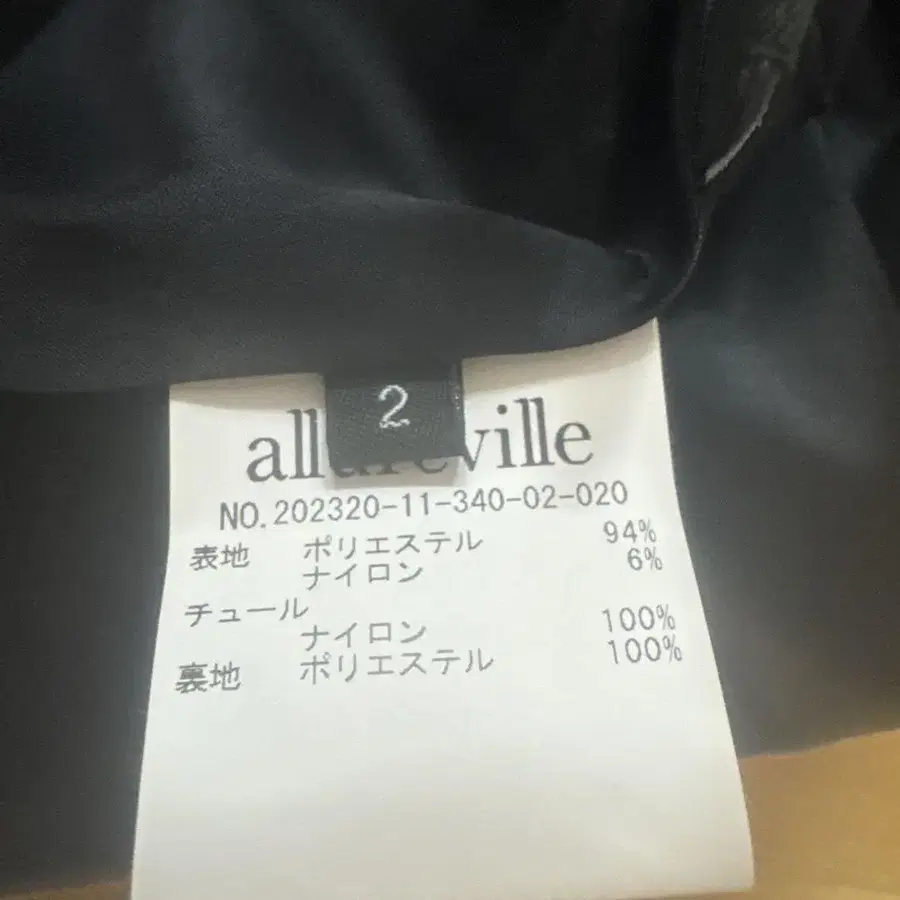 2
allureville
NO.202320-11-340-02-020
表地 ポリエステル 94%
ナイロン 6%
チュール
ナイロン 100%
裏地 ポリエステル 100%